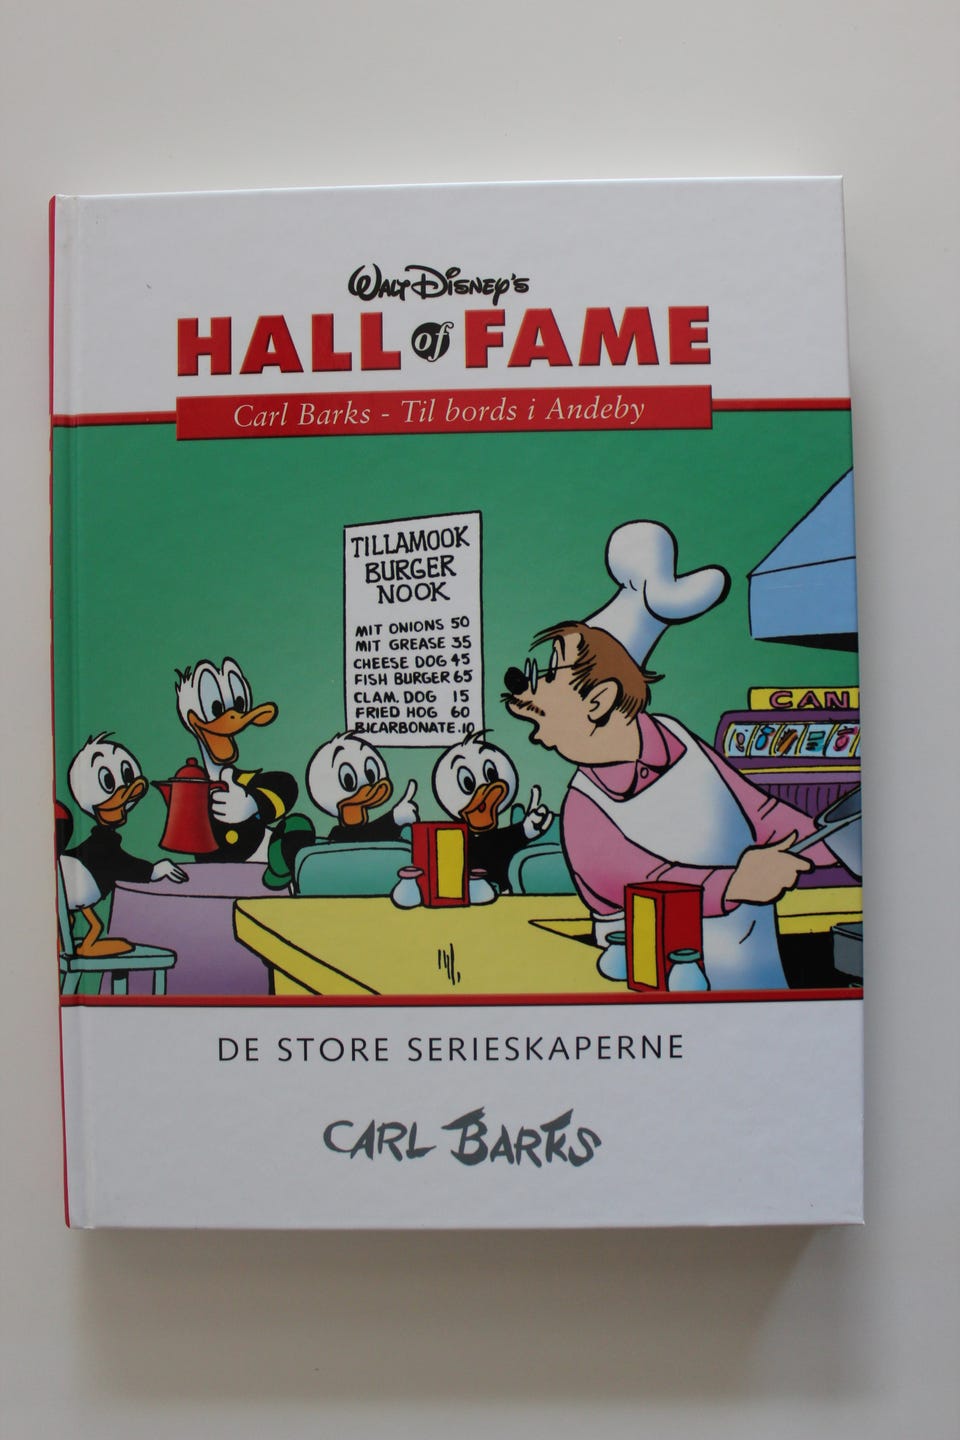 WALT DISNEY'S
HALL of FAME
Carl Barks - Til bords i Andeby
TILLAMOOK
BURGER
NOOK
MIT ONIONS 50
MIT GREASE 35
CHEESE DOG 45
FISH BURGER 65
CLAM. DOG 15
FRIED HOG 60
BICARBONATE.10
CAN
DE STORE SERIESKAPERNE
CARL BARKS